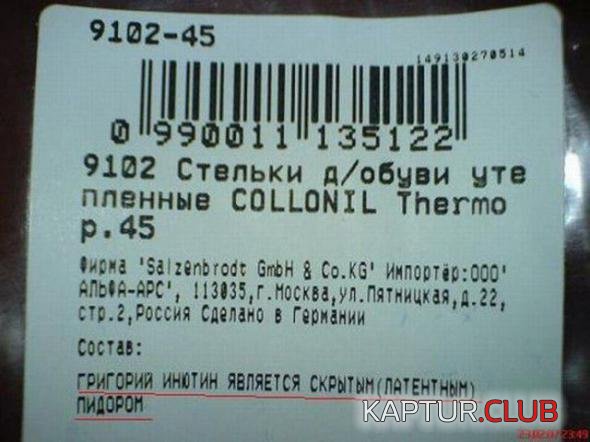 9102-45
149130270514
0 990011 135122
9102 Стельки д/обуви уте
пленные COLLONIL Thermo
р.45
Фирма "Salzenbrodt GmbH & Co.KG" Импортёр:ООО"
АЛЬФА-АРС", 113035,г.Москва,ул.Пятницкая,д.22,
стр.2,Россия Сделано в Германии
Состав:
ГРИГОРИЙ ИНЮТИН ЯВЛЯЕТСЯ СКРЫТЫМ(ЛАТЕНТНЫМ)
ПИДОРОМ
KAPTUR.CLUB